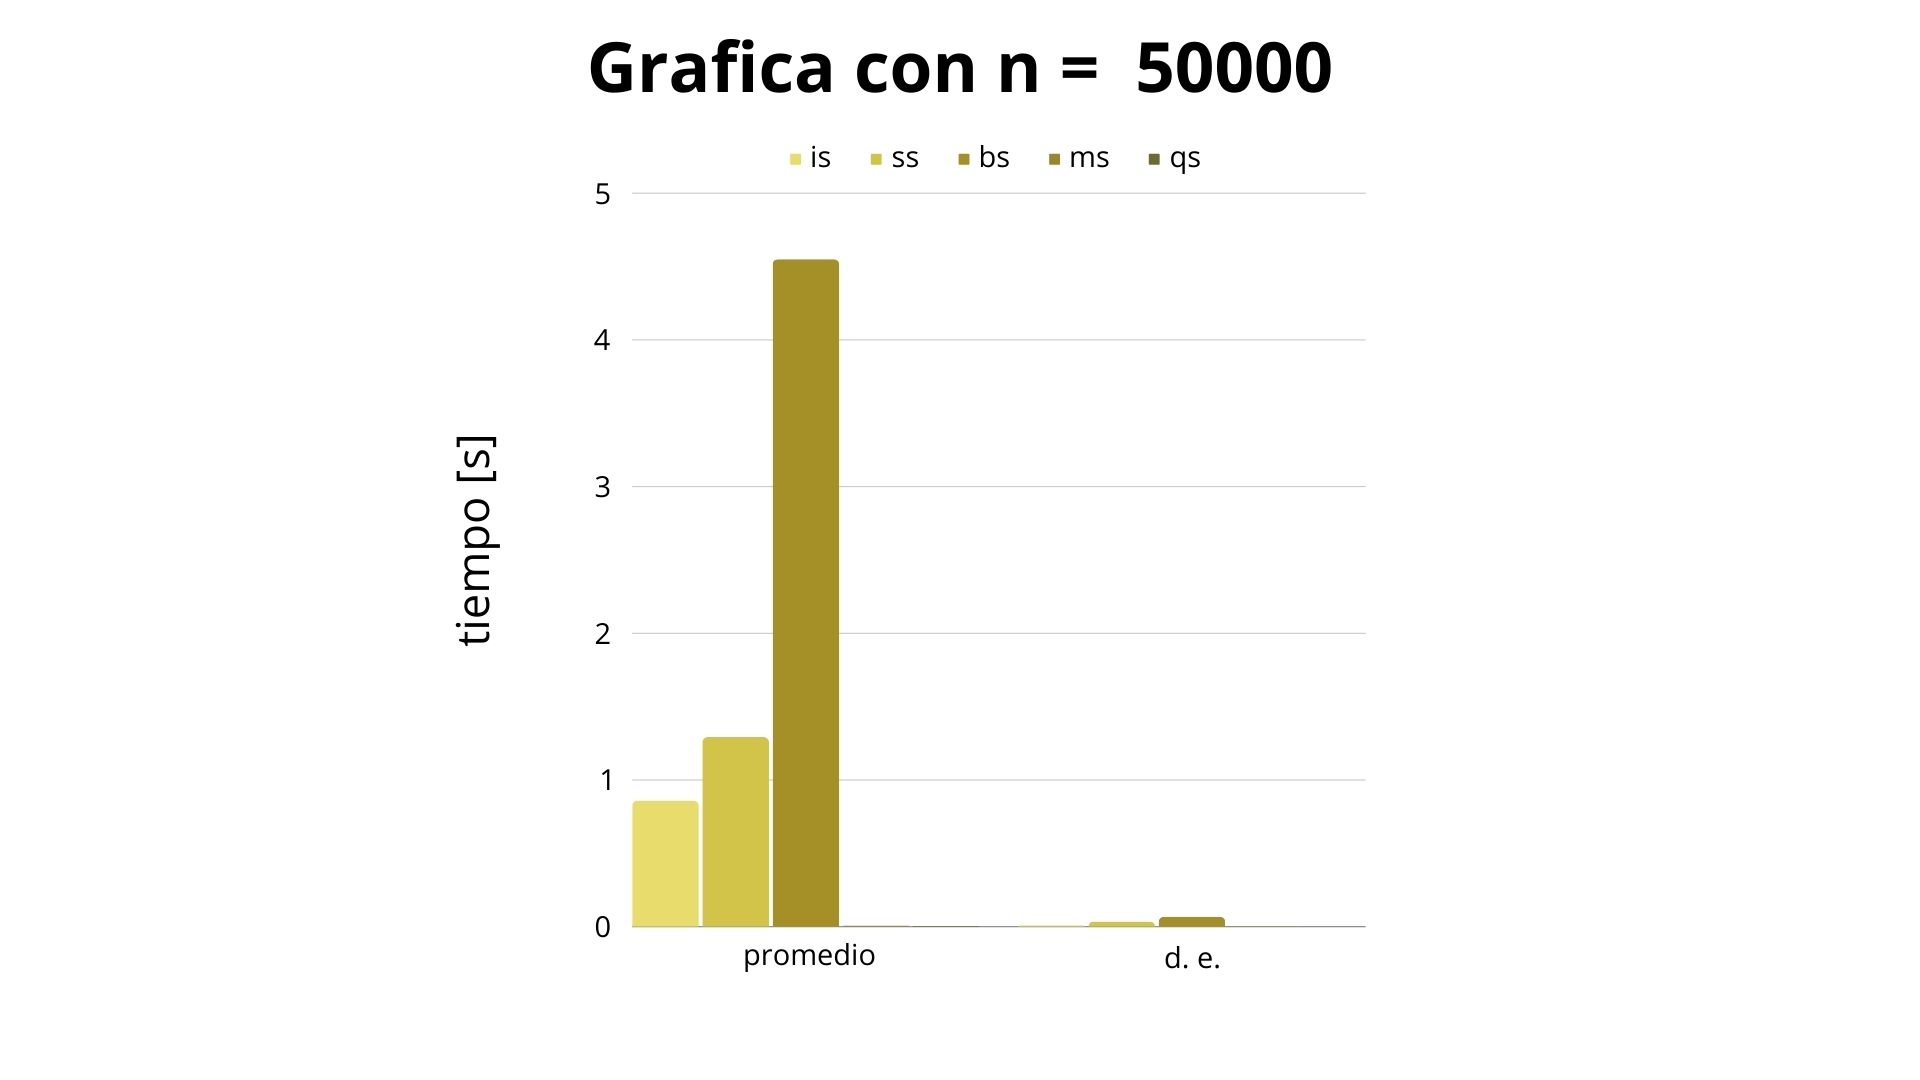 Grafica con n =  50000
is ss bs ms qs
5
4
3
2
1
0
tiempo [s]
promedio d. e.